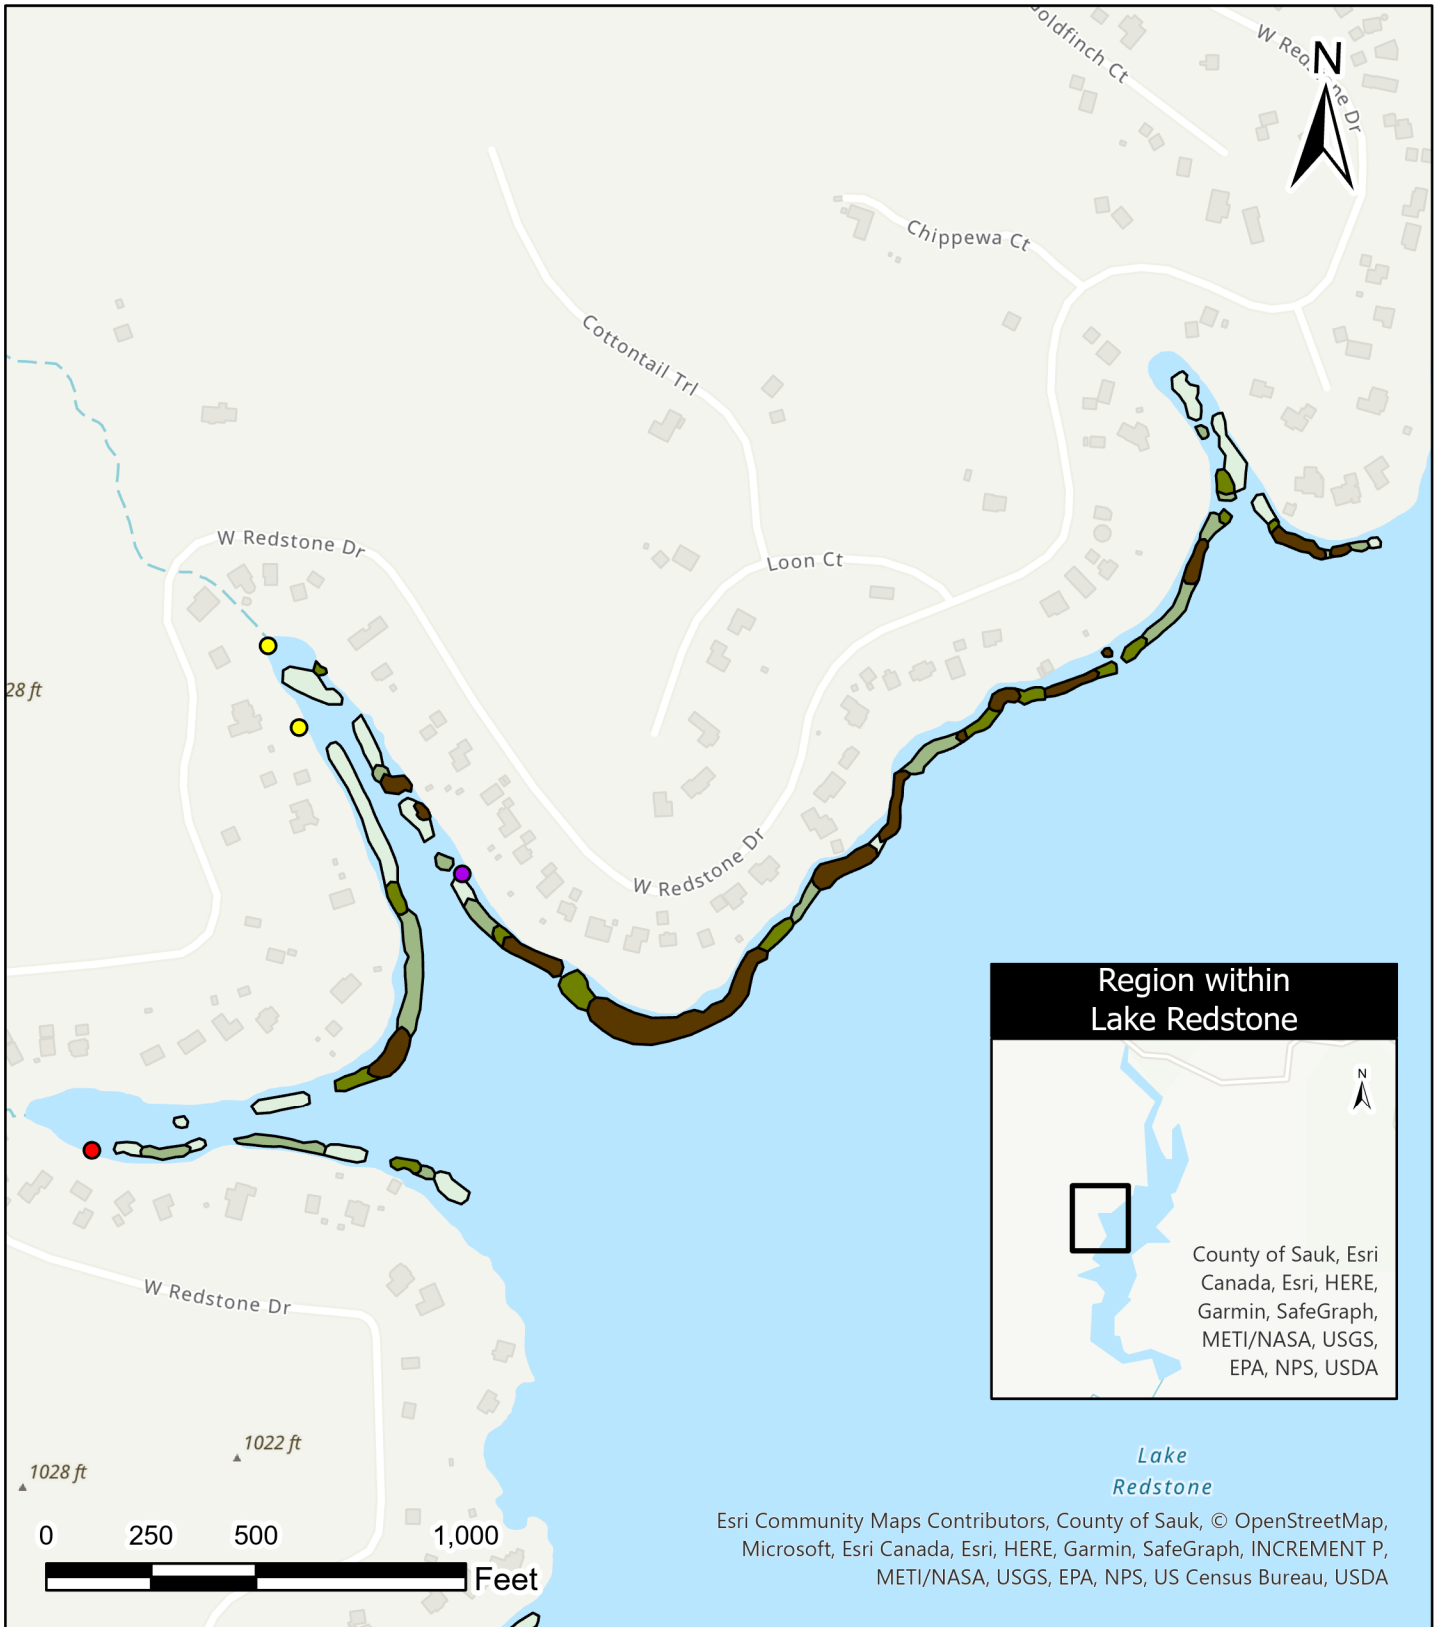 Goldfinch Ct
W Redstone Dr
N
Chippewa Ct
Cottontail Trl
W Redstone Dr
Loon Ct
28 ft
W Redstone Dr
Region within
Lake Redstone
N
County of Sauk, Esri
Canada, Esri, HERE,
Garmin, SafeGraph,
METI/NASA, USGS,
EPA, NPS, USDA
W Redstone Dr
1022 ft
1028 ft
Lake
Redstone
0 250 500 1,000
Feet
Esri Community Maps Contributors, County of Sauk, © OpenStreetMap,
Microsoft, Esri Canada, Esri, HERE, Garmin, SafeGraph, INCREMENT P,
METI/NASA, USGS, EPA, NPS, US Census Bureau, USDA